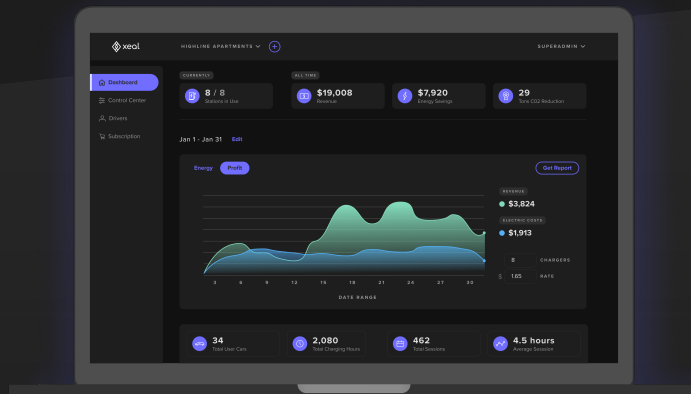 xeal
HIGHLINE APARTMENTS
SUPERADMIN
Dashboard
Control Center
Drivers
Subscription
CURRENTLY
8 / 8
Stations in Use
ALL TIME
$19,008
Revenue
$7,920
Energy Savings
29
Tons CO2 Reduction
Jan 1 - Jan 31 Edit
Energy Profit
Get Report
REVENUE
$3,824
ELECTRIC COSTS
$1,913
8 CHARGERS
$ 1.65 RATE
3 6 9 12 15 18 21 24 27 30
DATE RANGE
34
Total User Cars
2,080
Total Charging Hours
462
Total Sessions
4.5 hours
Average Session